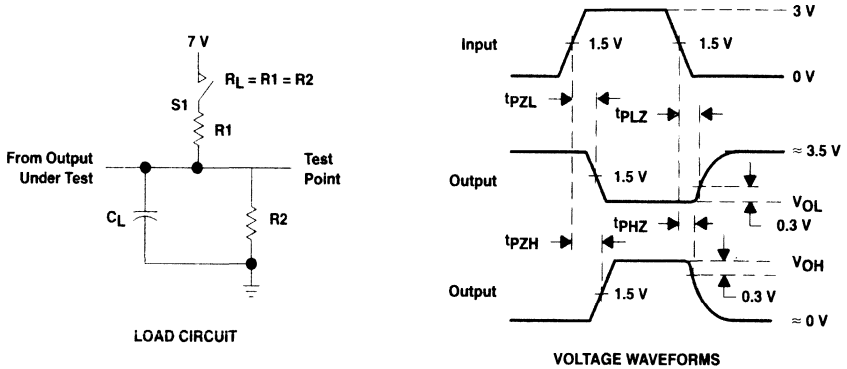 7 V
S1
RL = R1 = R2
R1
From Output
Under Test
Test
Point
CL
R2
LOAD CIRCUIT
Input
1.5 V
1.5 V
3 V
0 V
tPZL
tPLZ
Output
1.5 V
≈ 3.5 V
VOL
0.3 V
tPZH
tPHZ
Output
1.5 V
VOH
0.3 V
≈ 0 V
VOLTAGE WAVEFORMS